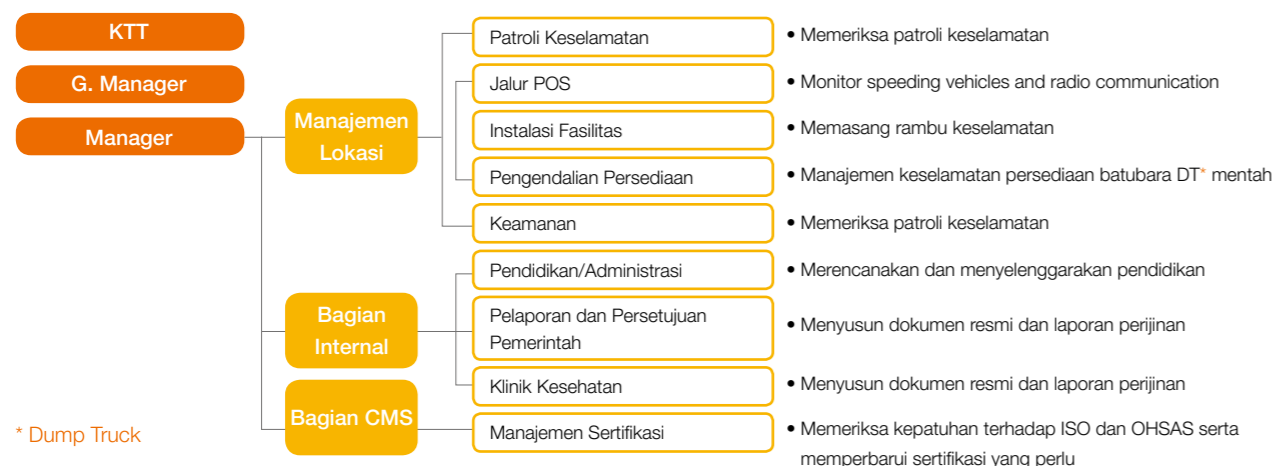 KTT
G. Manager
Manager
Manajemen
Lokasi
Patroli Keselamatan
• Memeriksa patroli keselamatan
Jalur POS
• Monitor speeding vehicles and radio communication
Instalasi Fasilitas
• Memasang rambu keselamatan
Pengendalian Persediaan
• Manajemen keselamatan persediaan batubara DT* mentah
Keamanan
• Memeriksa patroli keselamatan
Bagian
Internal
Pendidikan/Administrasi
• Merencanakan dan menyelenggarakan pendidikan
Pelaporan dan Persetujuan
Pemerintah
• Menyusun dokumen resmi dan laporan perijinan
Klinik Kesehatan
• Menyusun dokumen resmi dan laporan perijinan
Bagian CMS
Manajemen Sertifikasi
• Memeriksa kepatuhan terhadap ISO dan OHSAS serta
memperbarui sertifikasi yang perlu
* Dump Truck